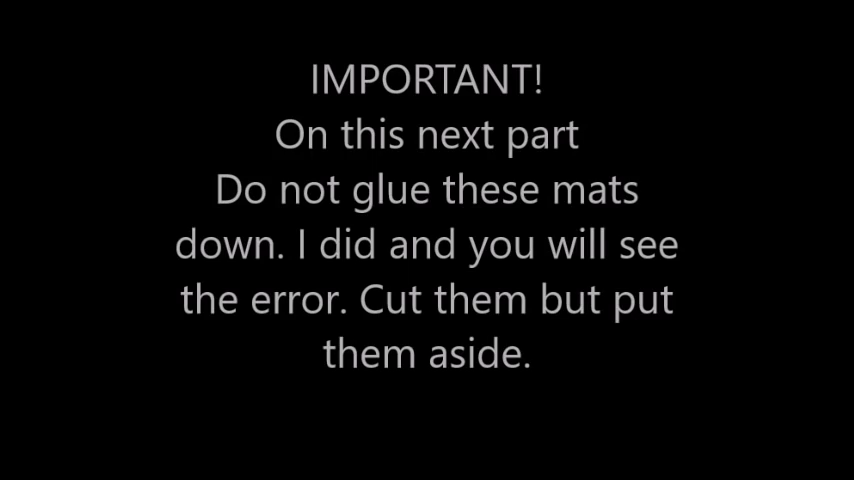 IMPORTANT!
On this next part
Do not glue these mats
down. I did and you will see
the error. Cut them but put
them aside.